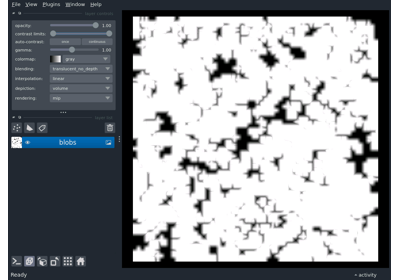 File View Plugins Window Help
opacity: 1.00
contrast limits:
auto-contrast: once continuous
gamma: 1.00
colormap: gray
blending: translucent_no_depth
interpolation: linear
depiction: volume
rendering: mip
blobs
Ready
activity